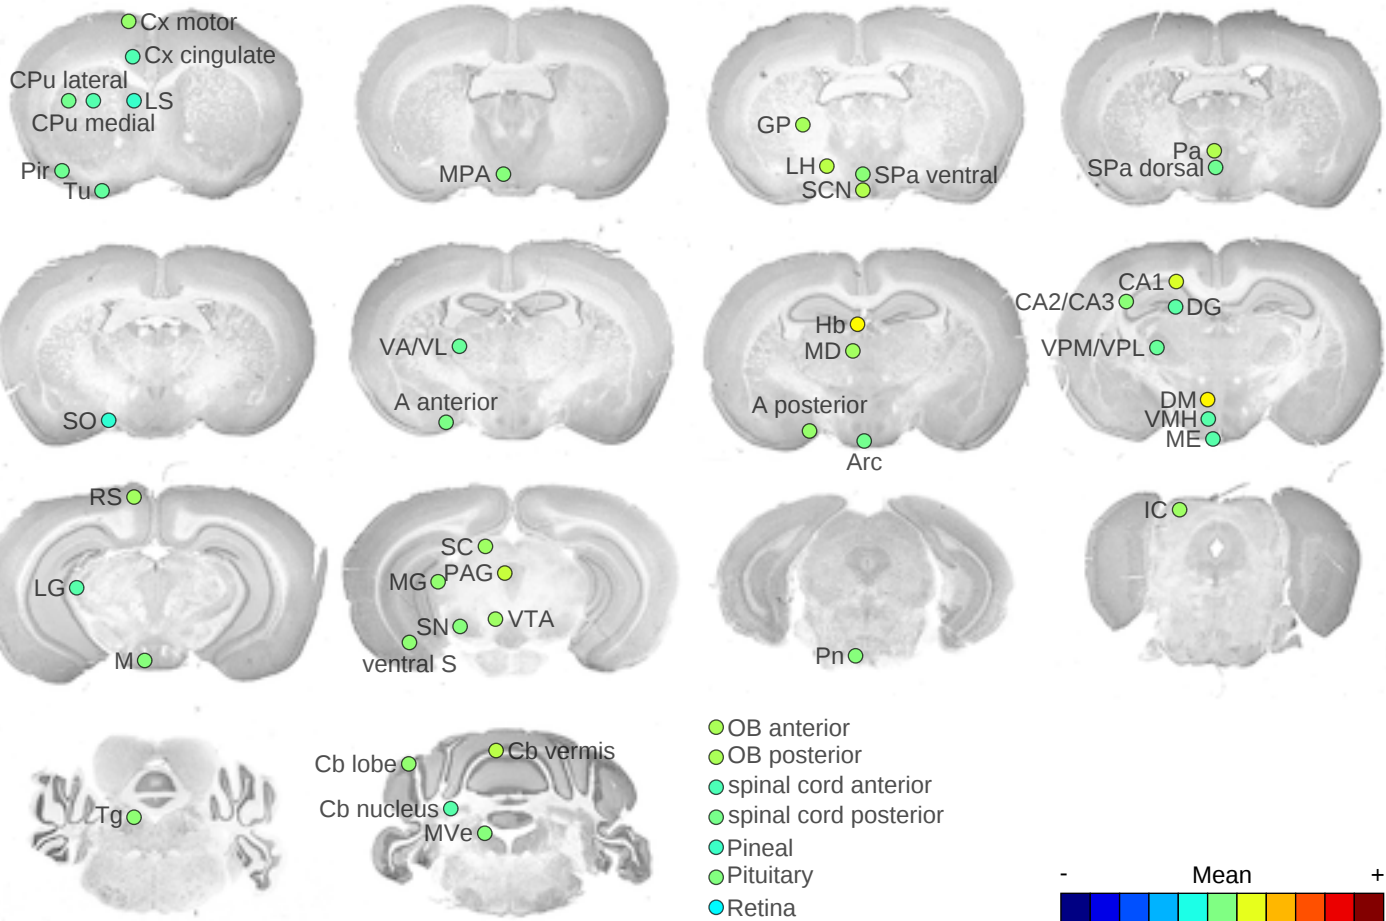 Cx motor
Cx cingulate
CPu lateral
LS
CPu medial
Pir
Tu
MPA
GP
LH
SPa ventral
SCN
Pa
SPa dorsal
SO
VA/VL
A anterior
Hb
MD
A posterior
Arc
CA1
CA2/CA3
DG
VPM/VPL
DM
VMH
ME
RS
LG
M
SC
MG PAG
SN VTA
ventral S
Pn
IC
Tg
Cb lobe
Cb vermis
Cb nucleus
MVe
OB anterior
OB posterior
spinal cord anterior
spinal cord posterior
Pineal
Pituitary
Retina
- Mean +